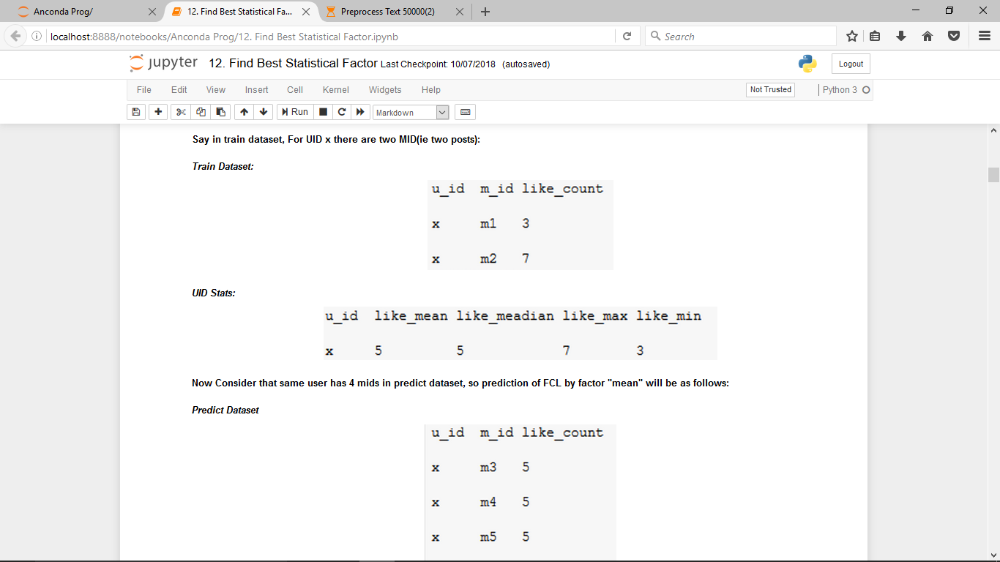 Anconda Prog/
12. Find Best Statistical Fa...
Preprocess Text 50000(2)
localhost:8888/notebooks/Anconda Prog/12. Find Best Statistical Factor.ipynb
Search
jupyter 12. Find Best Statistical Factor Last Checkpoint: 10/07/2018 (autosaved)
Logout
File Edit View Insert Cell Kernel Widgets Help
Not Trusted
Python 3
Run
Markdown
Say in train dataset, For UID x there are two MID(ie two posts):
Train Dataset:
u_id m_id like_count
x m1 3
x m2 7
UID Stats:
u_id like_mean like_meadian like_max like_min
x 5 5 7 3
Now Consider that same user has 4 mids in predict dataset, so prediction of FCL by factor "mean" will be as follows:
Predict Dataset
u_id m_id like_count
x m3 5
x m4 5
x m5 5